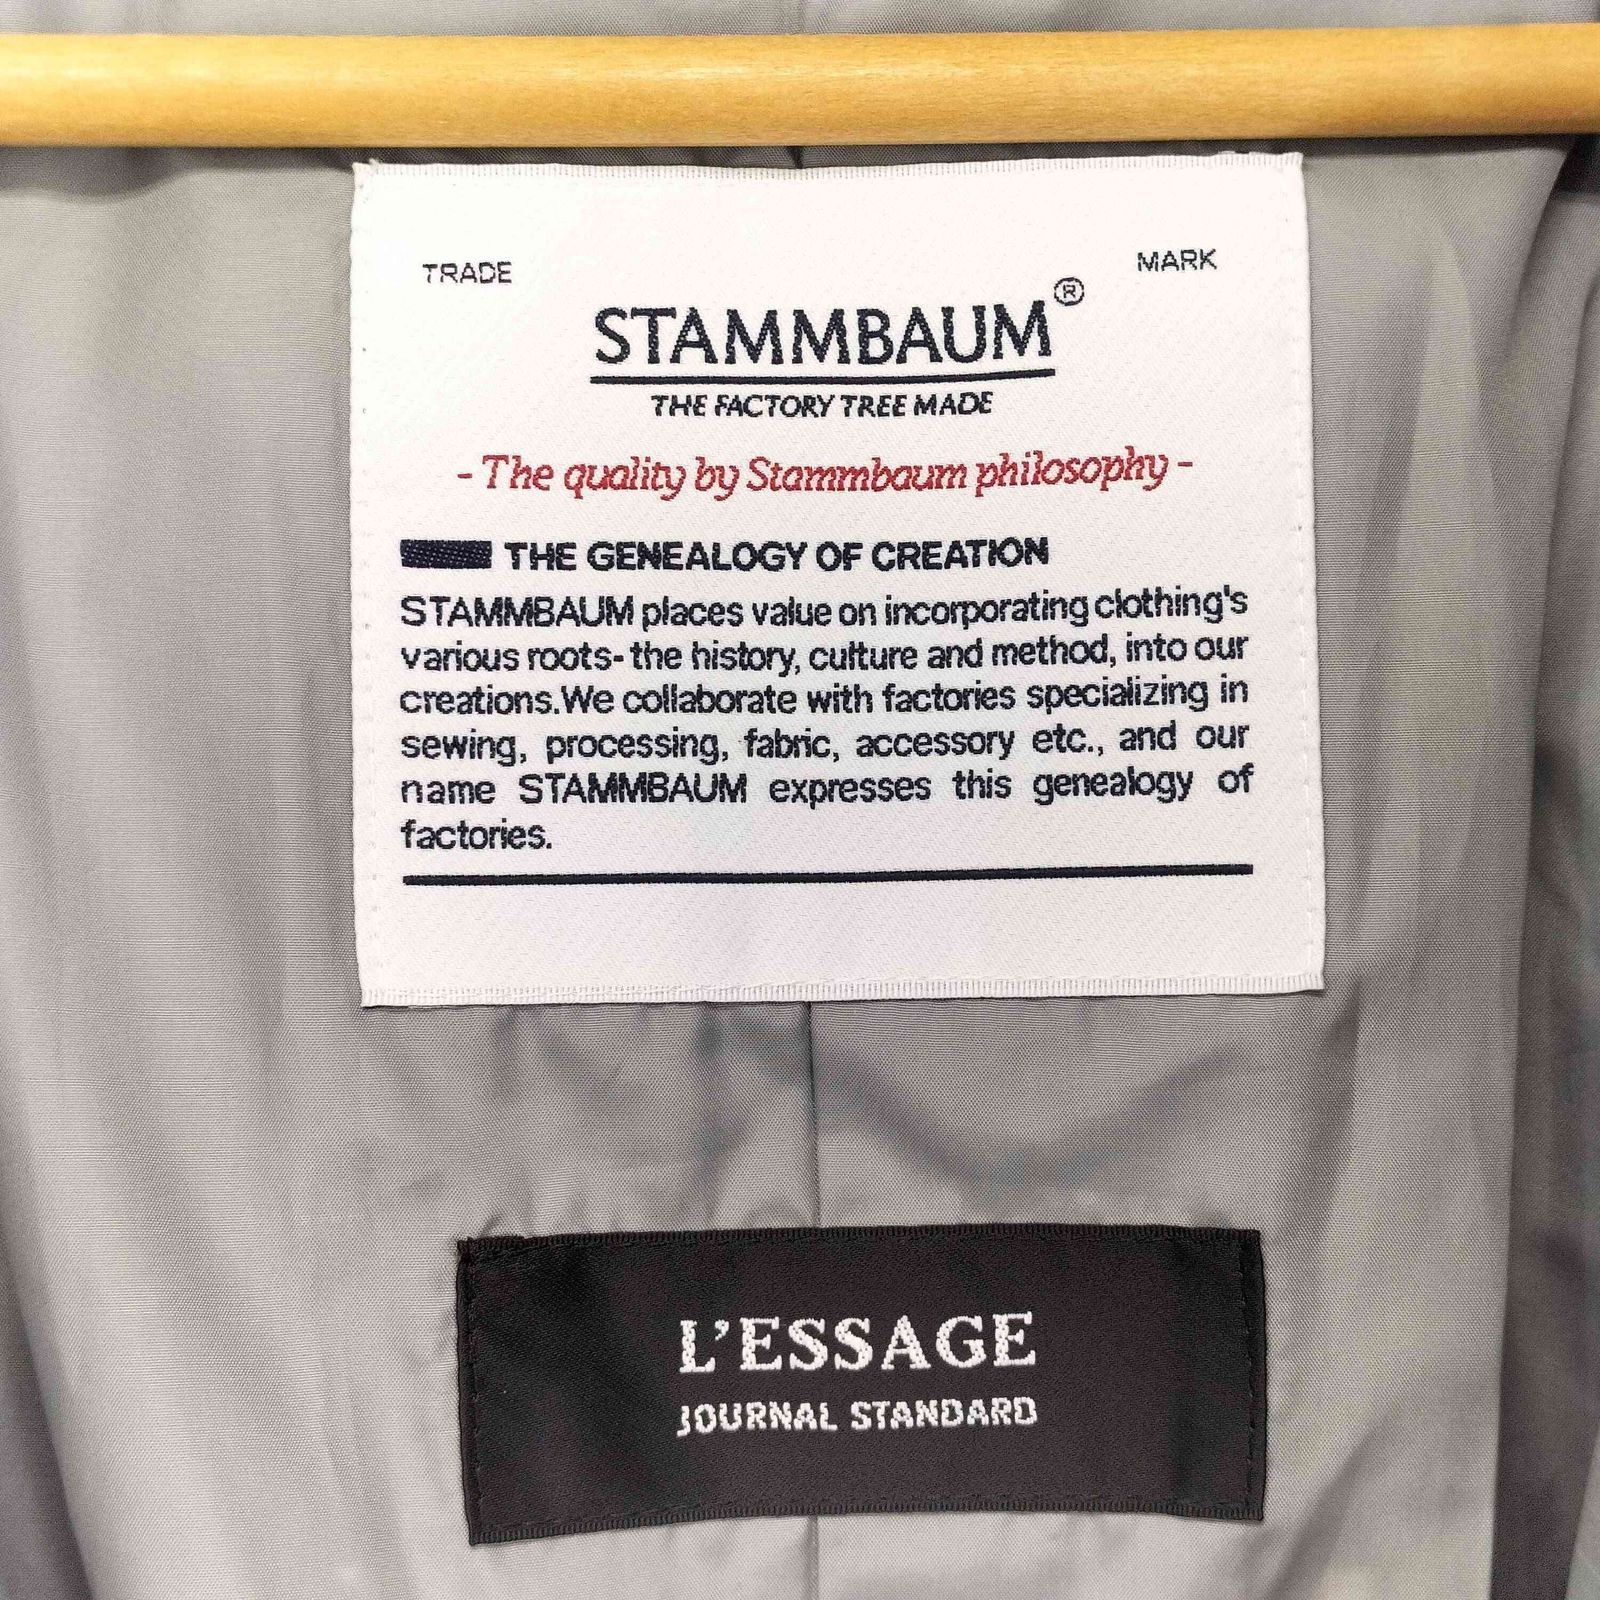 TRADE MARK
STAMMBAUM®
THE FACTORY TREE MADE
- The quality by Stammbaum philosophy -
THE GENEALOGY OF CREATION
STAMMBAUM places value on incorporating clothing's
various roots- the history, culture and method, into our
creations.We collaborate with factories specializing in
sewing, processing, fabric, accessory etc., and our
name STAMMBAUM expresses this genealogy of
factories.
L'ESSAGE
JOURNAL STANDARD